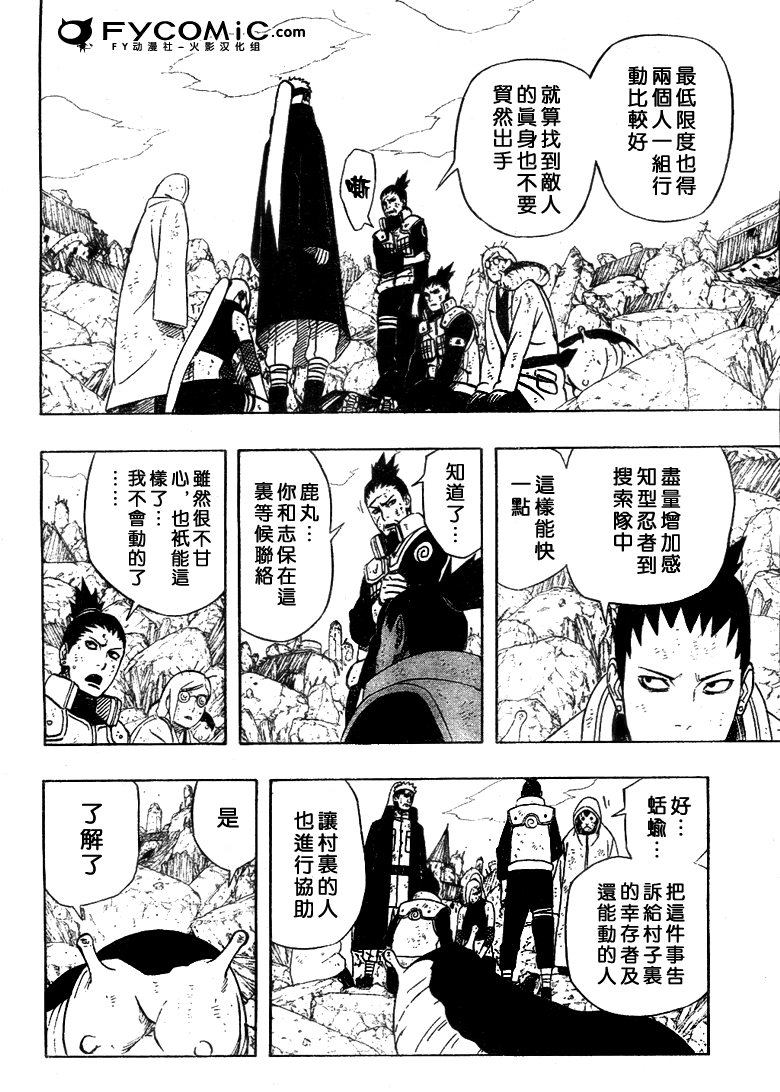 FYCOMiC.com
FY动漫社-火影汉化组
最低限度也得
兩個人一組行
動比較好
就算找到敵人
的眞身也不要
貿然出手
盡量增加感
知型忍者到
搜索隊中
這樣能快
一點
知道了…
鹿丸…
你和志保在這
裏等候聯絡
雖然很不甘
心，也衹能這
樣了…
我不會動的了
……
好…
蛞蝓…
把這件事告
訴給村子裏
的幸存者及
還能動的人
讓村裏的人
也進行協助
是
了解了